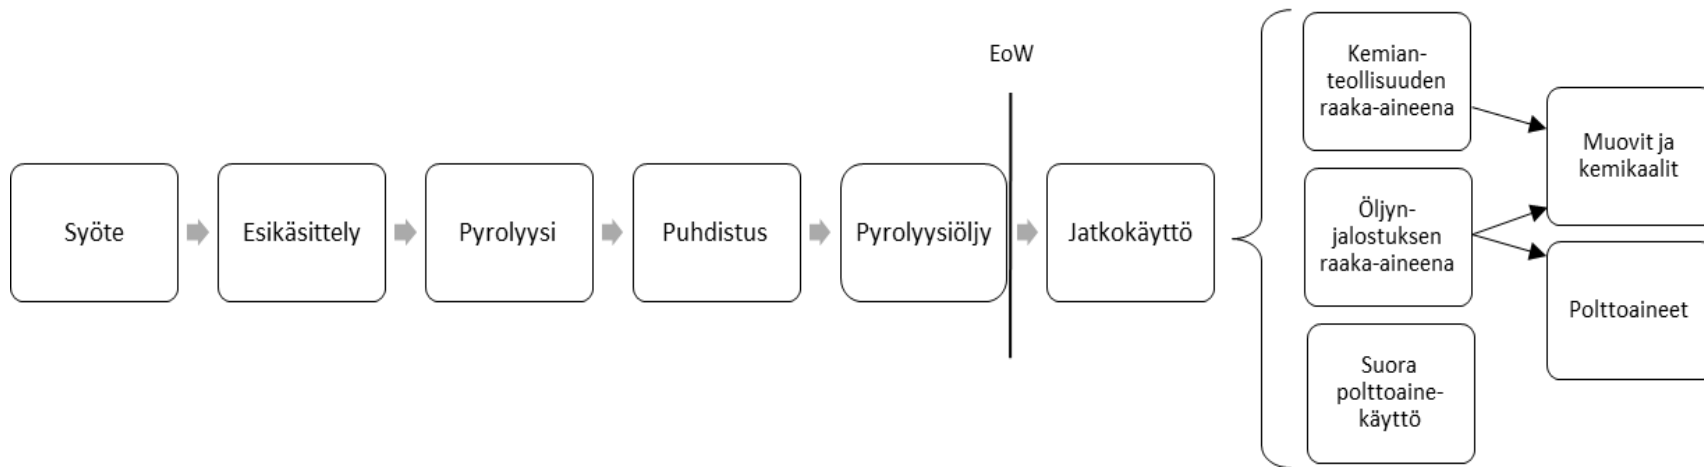 EoW
Syöte
Esikäsittely
Pyrolyysi
Puhdistus
Pyrolyysiöljy
Jatkokäyttö
Kemian-
teollisuuden
raaka-aineena
Öljyn-
jalostuksen
raaka-aineena
Suora
polttoaine-
käyttö
Muovit ja
kemikaalit
Polttoaineet